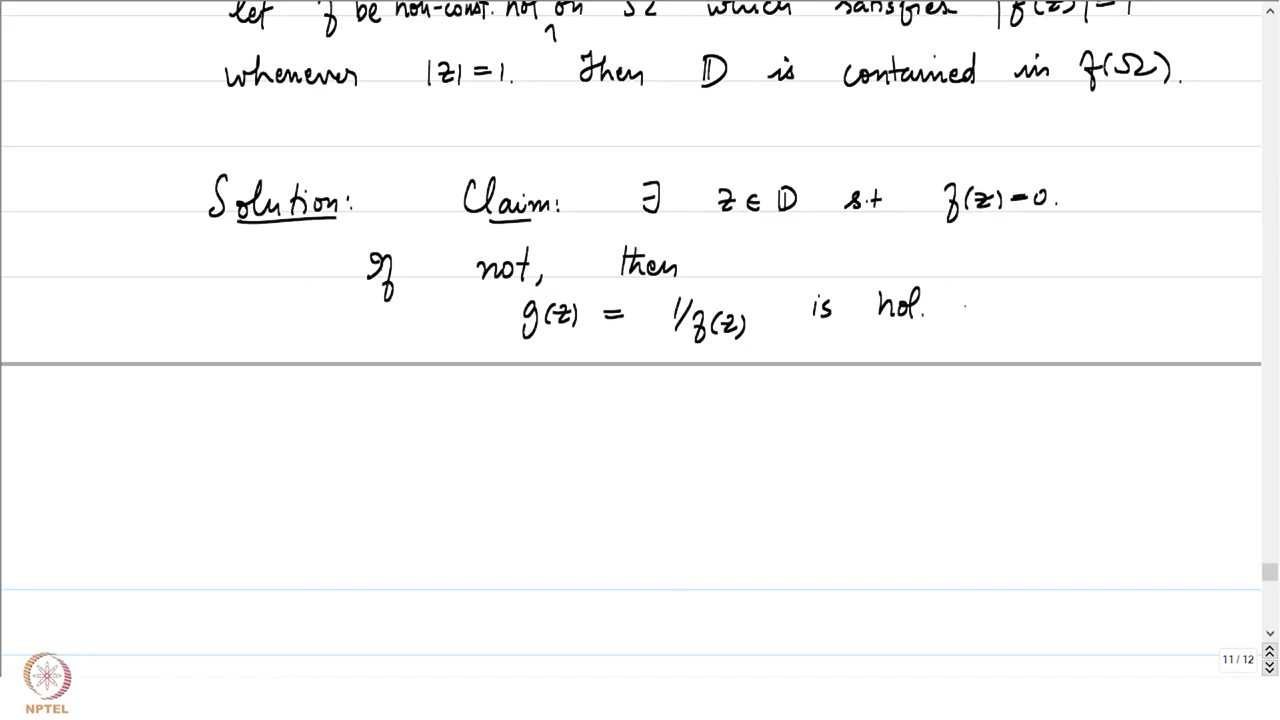 let f be non-const. hol on Ω which satisfies |f(z)|=1
whenever |z|=1. Then 𝔻 is contained in f(Ω).
Solution: Claim: ∃ z ∈ 𝔻 s.t f(z)=0.
If not, then
g(z) = 1/f(z) is hol.
11 / 12
NPTEL